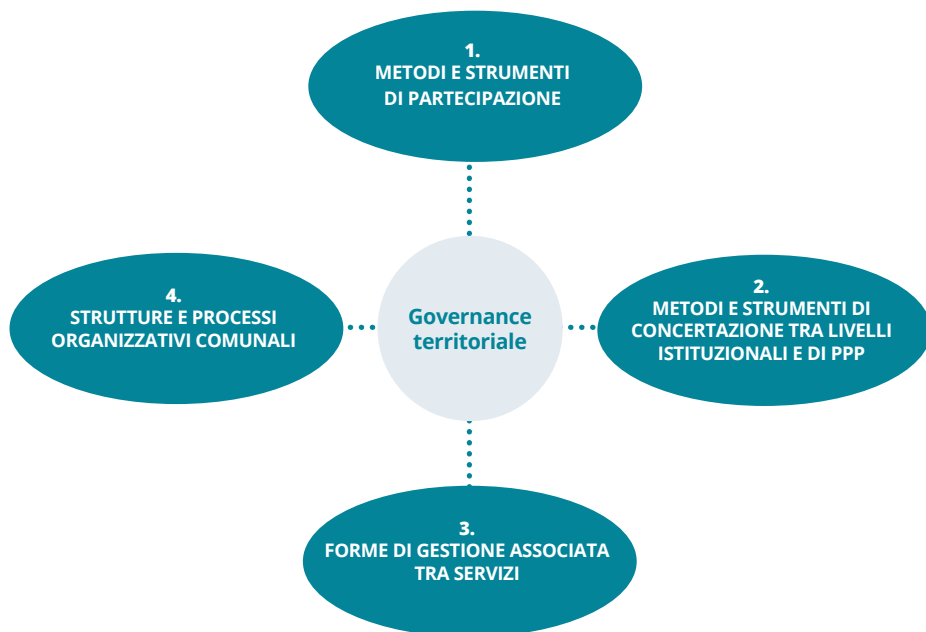 1.
METODI E STRUMENTI
DI PARTECIPAZIONE
4.
STRUTTURE E PROCESSI
ORGANIZZATIVI COMUNALI
Governance
territoriale
2.
METODI E STRUMENTI DI
CONCERTAZIONE TRA LIVELLI
ISTITUZIONALI E DI PPP
3.
FORME DI GESTIONE ASSOCIATA
TRA SERVIZI